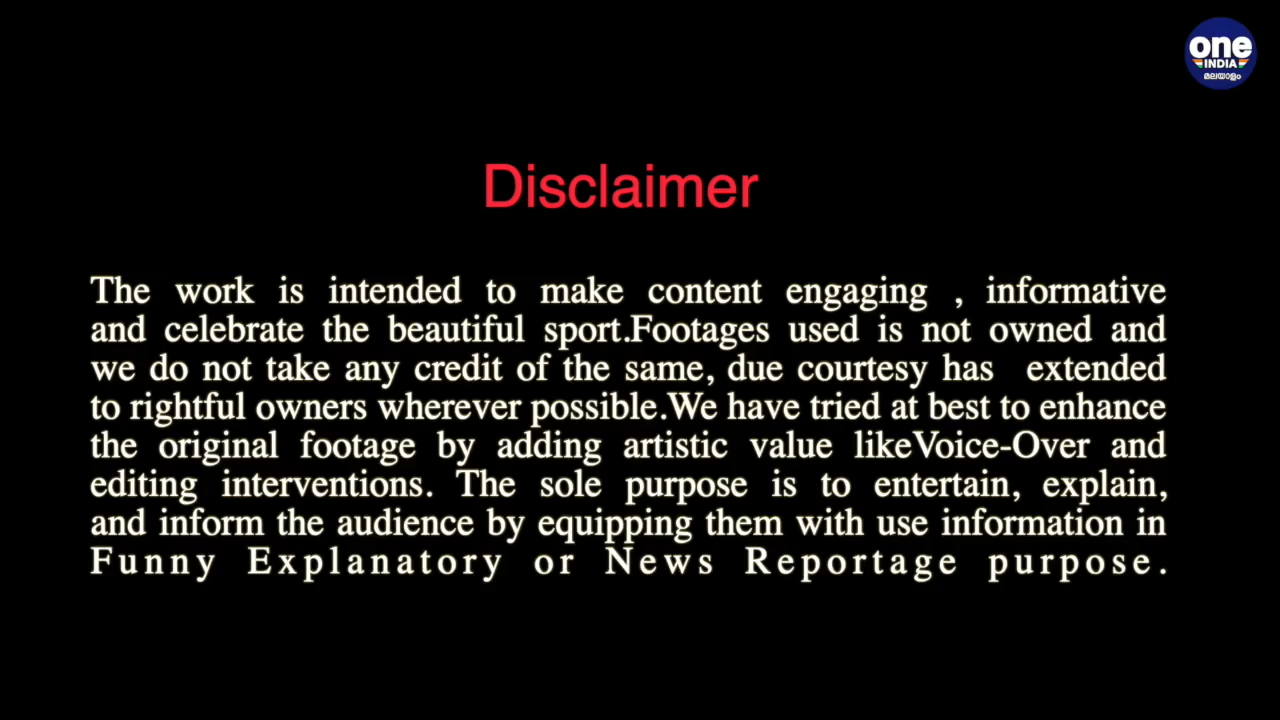 one
INDIA
മലയാളം
Disclaimer
The work is intended to make content engaging , informative
and celebrate the beautiful sport.Footages used is not owned and
we do not take any credit of the same, due courtesy has extended
to rightful owners wherever possible.We have tried at best to enhance
the original footage by adding artistic value likeVoice-Over and
editing interventions. The sole purpose is to entertain, explain,
and inform the audience by equipping them with use information in
Funny Explanatory or News Reportage purpose.